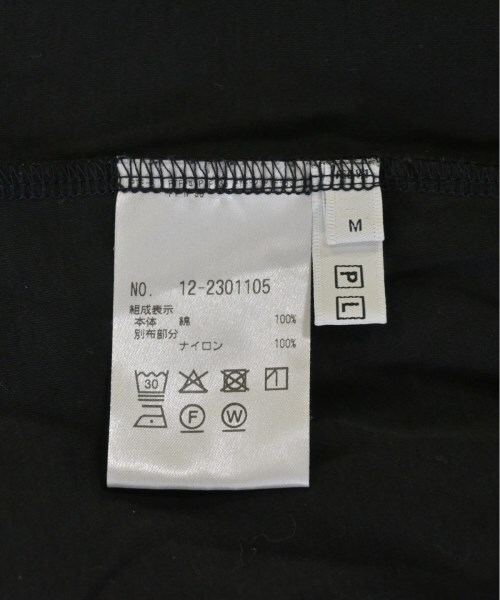 M
P L
NO. 12-2301105
組成表示
本体 綿 100%
別布部分
ナイロン 100%
30
F W